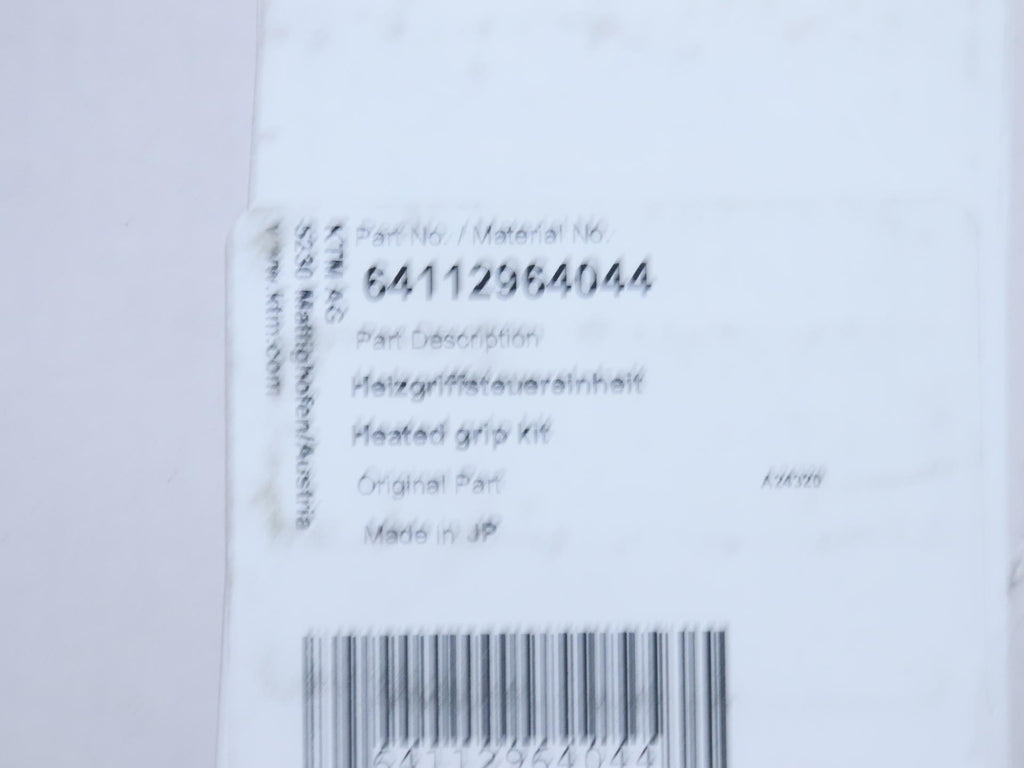 KTM AG
5230 Mattighofen/Austria
www.ktm.com
Part No. / Material No.
64112964044
Part Description
Heizgriffsteuereinheit
Heated grip kit
Original Part
Made in JP
64112964044